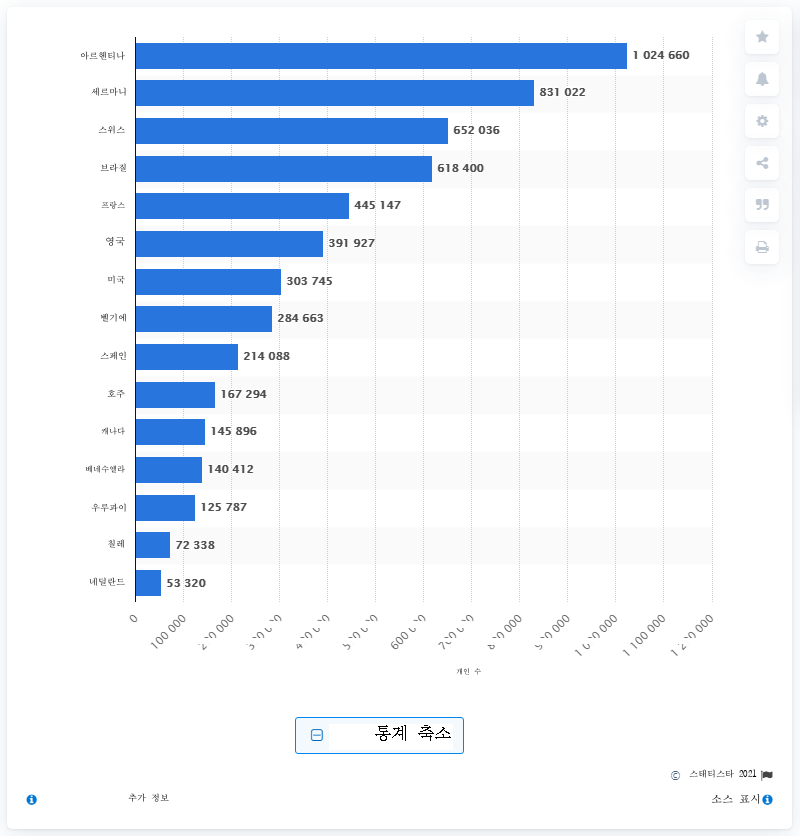 아르헨티나 1 024 660
세르마니 831 022
스위스 652 036
브라질 618 400
프랑스 445 147
영국 391 927
미국 303 745
벨기에 284 663
스페인 214 088
호주 167 294
캐나다 145 896
베네수엘라 140 412
우루과이 125 787
칠레 72 338
네덜란드 53 320
0 100 000 600 000 1 100 000
개인 수
통계 축소
© 스태티스타 2021
추가 정보 소스 표시